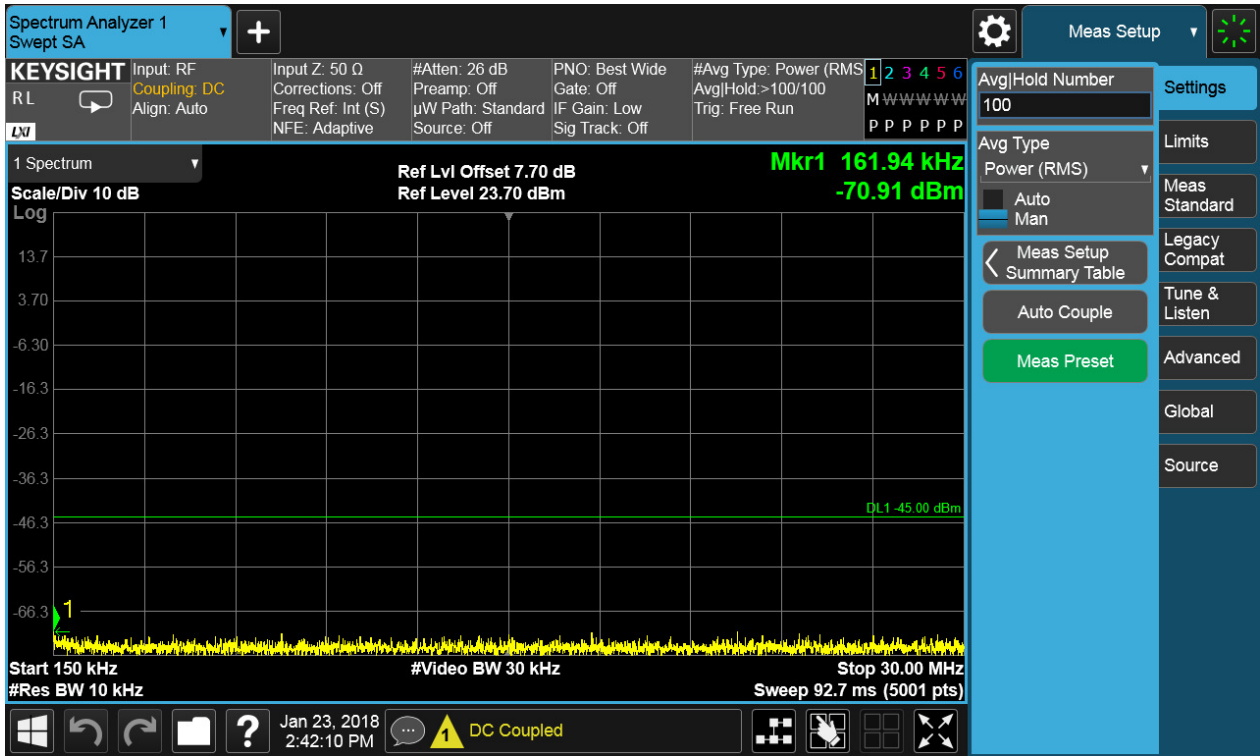 Spectrum Analyzer 1
Swept SA
+
Meas Setup
KEYSIGHT
RL
LXI
Input: RF
Coupling: DC
Align: Auto
Input Z: 50 Ω
Corrections: Off
Freq Ref: Int (S)
NFE: Adaptive
#Atten: 26 dB
Preamp: Off
µW Path: Standard
Source: Off
PNO: Best Wide
Gate: Off
IF Gain: Low
Sig Track: Off
#Avg Type: Power (RMS
Avg|Hold:>100/100
Trig: Free Run
1 2 3 4 5 6
M W W W W W
P P P P P P
1 Spectrum
Scale/Div 10 dB
Log
Ref Lvl Offset 7.70 dB
Ref Level 23.70 dBm
Mkr1 161.94 kHz
-70.91 dBm
13.7
3.70
-6.30
-16.3
-26.3
-36.3
-46.3
-56.3
-66.3
DL1 -45.00 dBm
1
Start 150 kHz
#Video BW 30 kHz
Stop 30.00 MHz
#Res BW 10 kHz
Sweep 92.7 ms (5001 pts)
Avg|Hold Number
100
Avg Type
Power (RMS)
Auto
Man
Meas Setup
Summary Table
Auto Couple
Meas Preset
Settings
Limits
Meas
Standard
Legacy
Compat
Tune &
Listen
Advanced
Global
Source
?
Jan 23, 2018
2:42:10 PM
1
DC Coupled